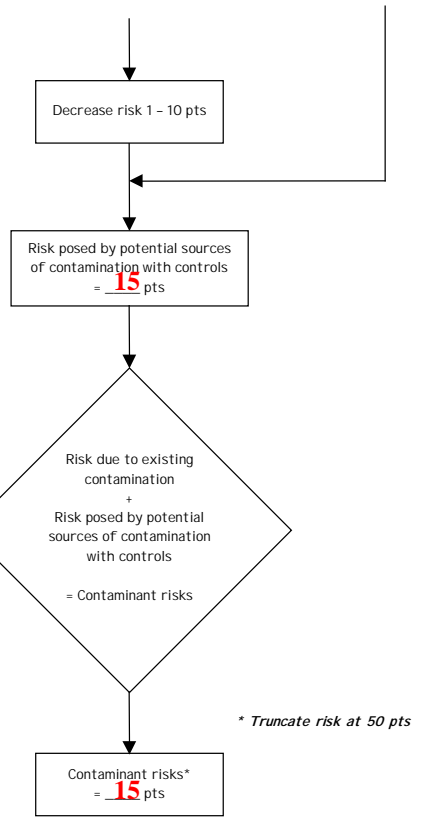 Decrease risk 1 – 10 pts
Risk posed by potential sources
of contamination with controls
= 15 pts
Risk due to existing
contamination
+
Risk posed by potential
sources of contamination
with controls
= Contaminant risks
* Truncate risk at 50 pts
Contaminant risks*
= 15 pts